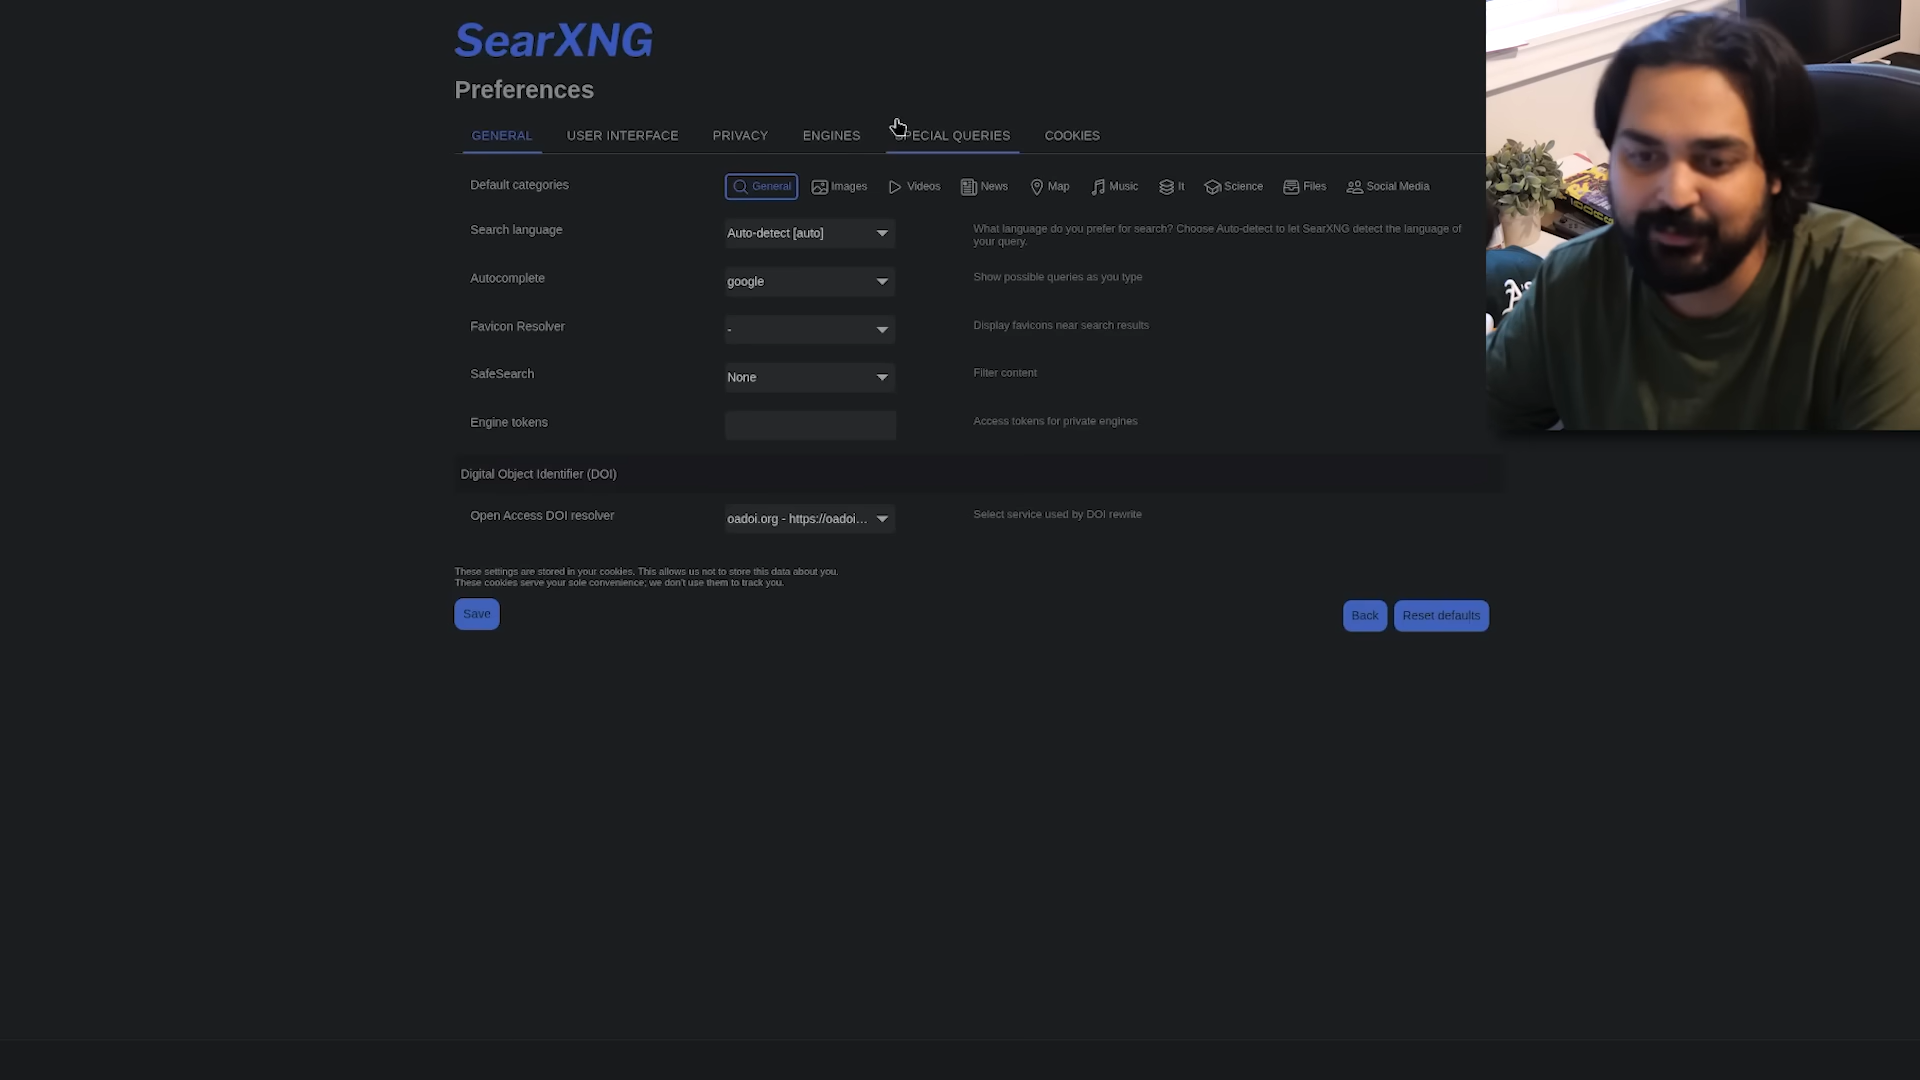 SearXNG
Preferences
GENERAL USER INTERFACE PRIVACY ENGINES SPECIAL QUERIES COOKIES
Default categories General Images Videos News Map Music It Science Files Social Media
Search language Auto-detect [auto] What language do you prefer for search? Choose Auto-detect to let SearXNG detect the language of
your query.
Autocomplete google Show possible queries as you type
Favicon Resolver - Display favicons near search results
SafeSearch None Filter content
Engine tokens Access tokens for private engines
Digital Object Identifier (DOI)
Open Access DOI resolver oadoi.org - https://oadoi... Select service used by DOI rewrite
These settings are stored in your cookies. This allows us not to store this data about you.
These cookies serve your sole convenience; we don't use them to track you.
Save Back Reset defaults